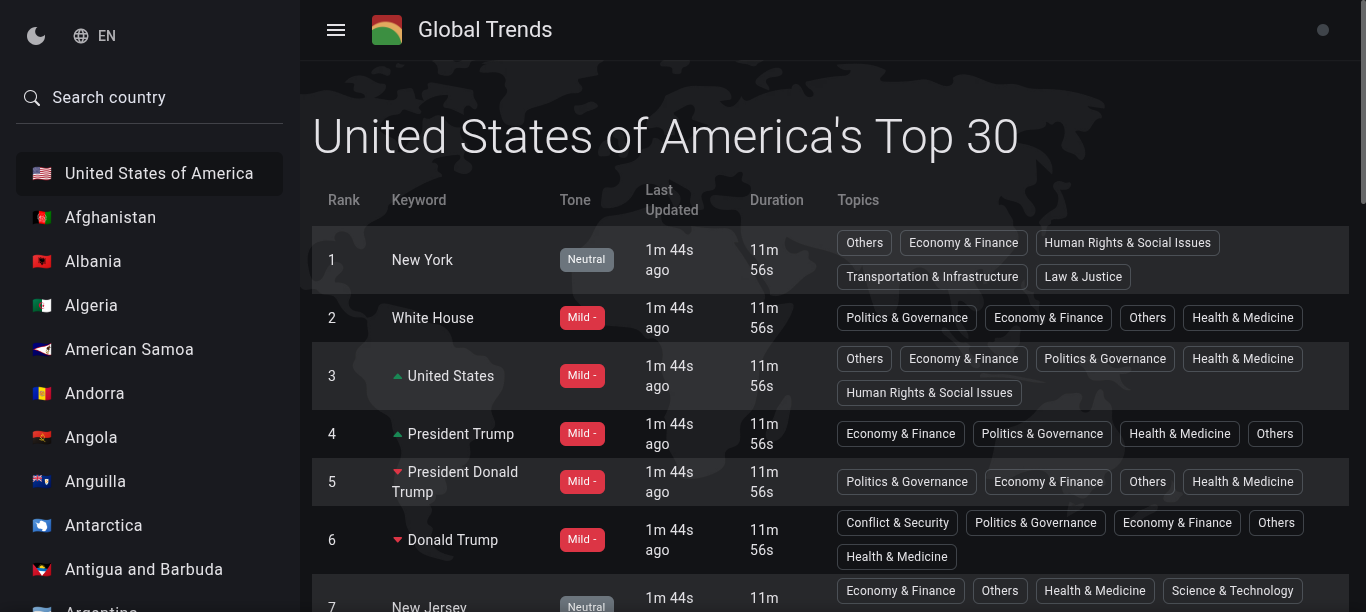 EN
Search country
United States of America
Afghanistan
Albania
Algeria
American Samoa
Andorra
Angola
Anguilla
Antarctica
Antigua and Barbuda
Argentina
Global Trends
United States of America's Top 30
Rank Keyword Tone Last Updated Duration Topics
1 New York Neutral 1m 44s ago 11m 56s Others Economy & Finance Human Rights & Social Issues
Transportation & Infrastructure Law & Justice
2 White House Mild - 1m 44s ago 11m 56s Politics & Governance Economy & Finance Others Health & Medicine
3 United States Mild - 1m 44s ago 11m 56s Others Economy & Finance Politics & Governance Health & Medicine
Human Rights & Social Issues
4 President Trump Mild - 1m 44s ago 11m 56s Economy & Finance Politics & Governance Health & Medicine Others
5 President Donald Trump Mild - 1m 44s ago 11m 56s Politics & Governance Economy & Finance Others Health & Medicine
6 Donald Trump Mild - 1m 44s ago 11m 56s Conflict & Security Politics & Governance Economy & Finance Others
Health & Medicine
7 New Jersey Neutral 1m 44s 11m Economy & Finance Others Health & Medicine Science & Technology